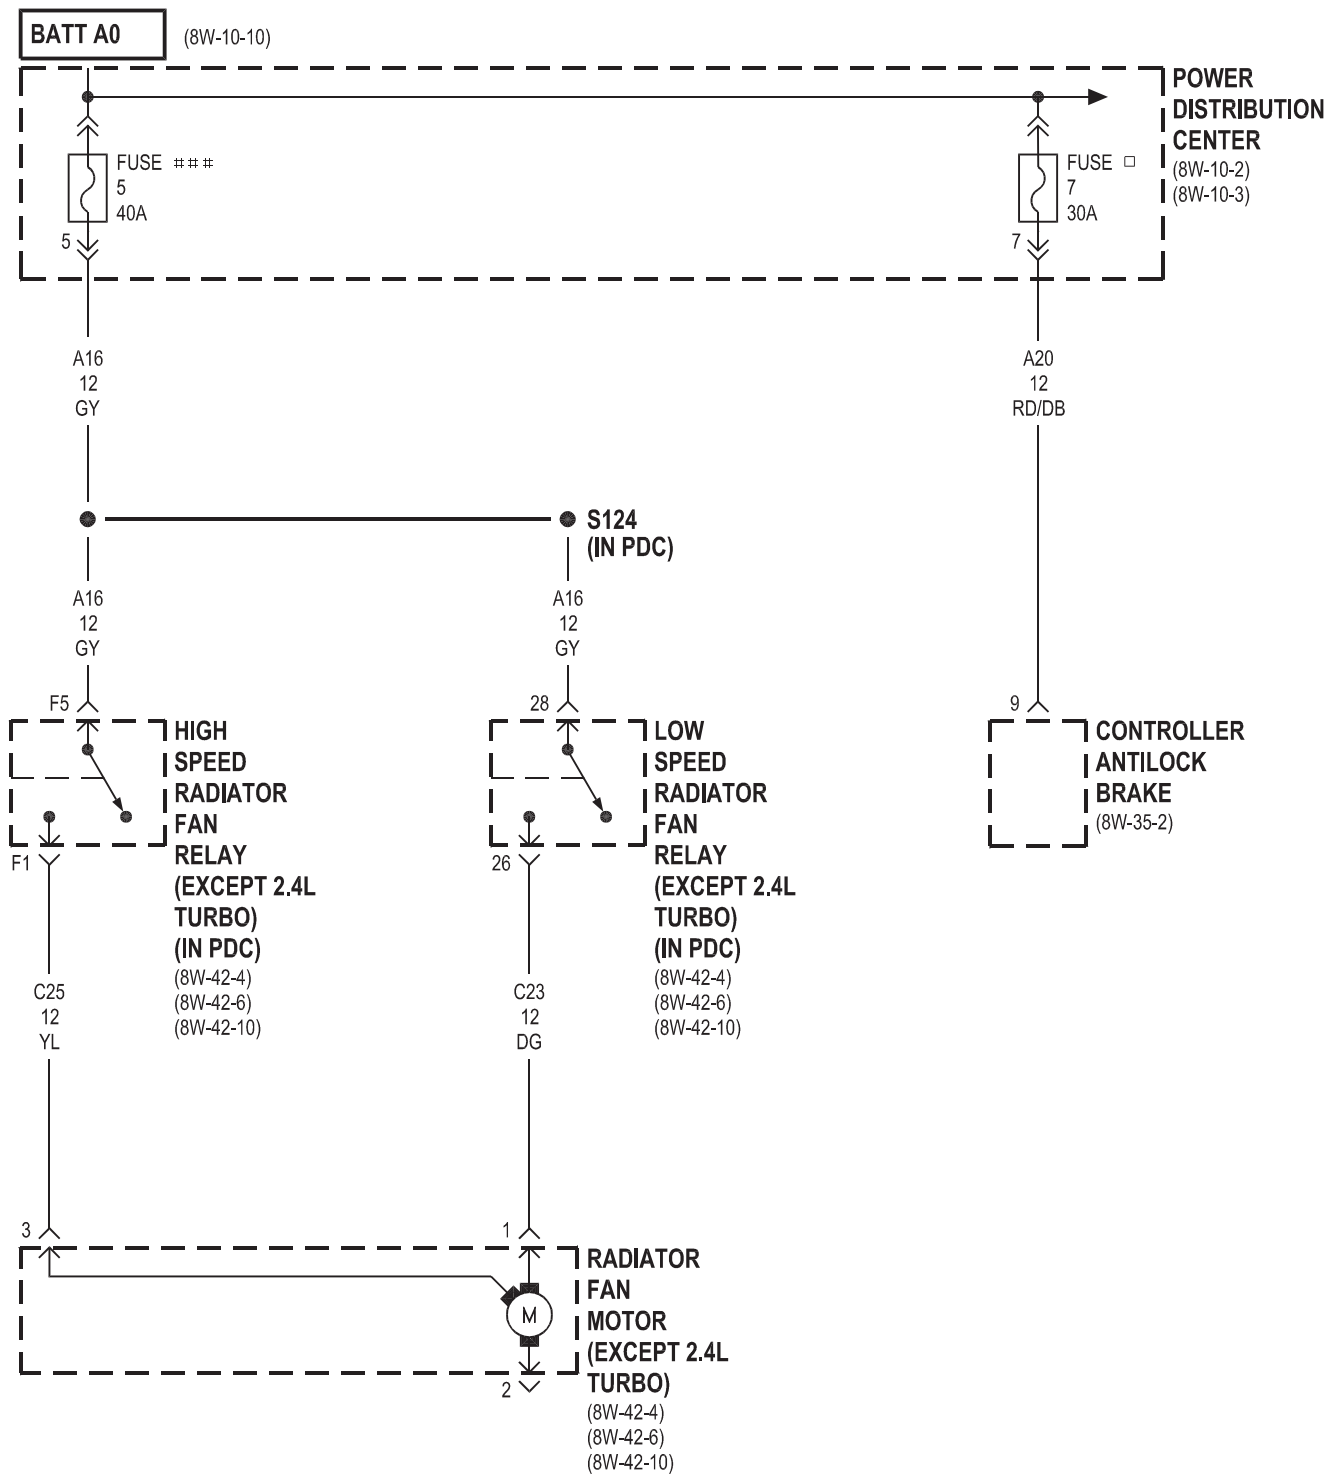 BATT A0
(8W-10-10)
POWER
DISTRIBUTION
CENTER
(8W-10-2)
(8W-10-3)
FUSE ###
5
40A
5
FUSE □
7
30A
7
A16
12
GY
A20
12
RD/DB
S124
(IN PDC)
A16
12
GY
A16
12
GY
F5
28
9
HIGH
SPEED
RADIATOR
FAN
RELAY
(EXCEPT 2.4L
TURBO)
(IN PDC)
(8W-42-4)
(8W-42-6)
(8W-42-10)
LOW
SPEED
RADIATOR
FAN
RELAY
(EXCEPT 2.4L
TURBO)
(IN PDC)
(8W-42-4)
(8W-42-6)
(8W-42-10)
CONTROLLER
ANTILOCK
BRAKE
(8W-35-2)
F1
26
C25
12
YL
C23
12
DG
3
1
M
2
RADIATOR
FAN
MOTOR
(EXCEPT 2.4L
TURBO)
(8W-42-4)
(8W-42-6)
(8W-42-10)